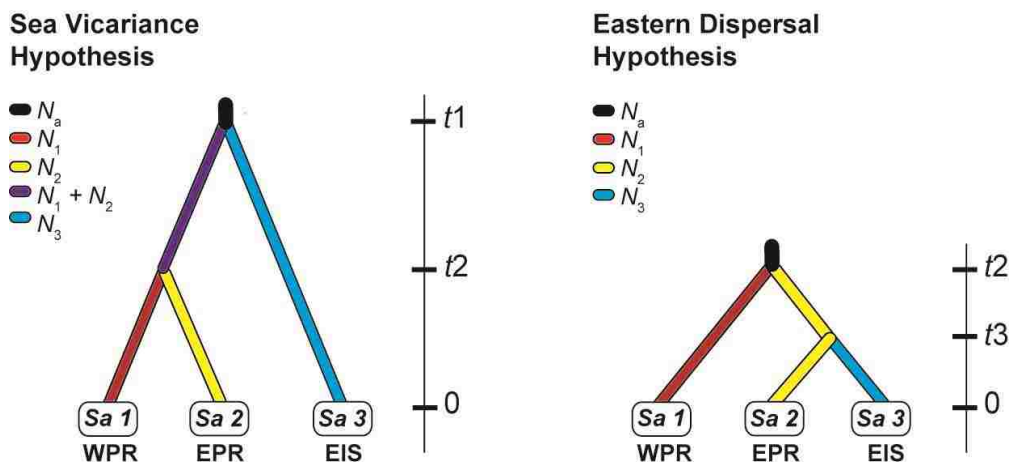 Sea Vicariance
Hypothesis
Na
N1
N2
N1 + N2
N3
t1
t2
0
Sa 1
Sa 2
Sa 3
WPR
EPR
EIS
Eastern Dispersal
Hypothesis
Na
N1
N2
N3
t2
t3
0
Sa 1
Sa 2
Sa 3
WPR
EPR
EIS